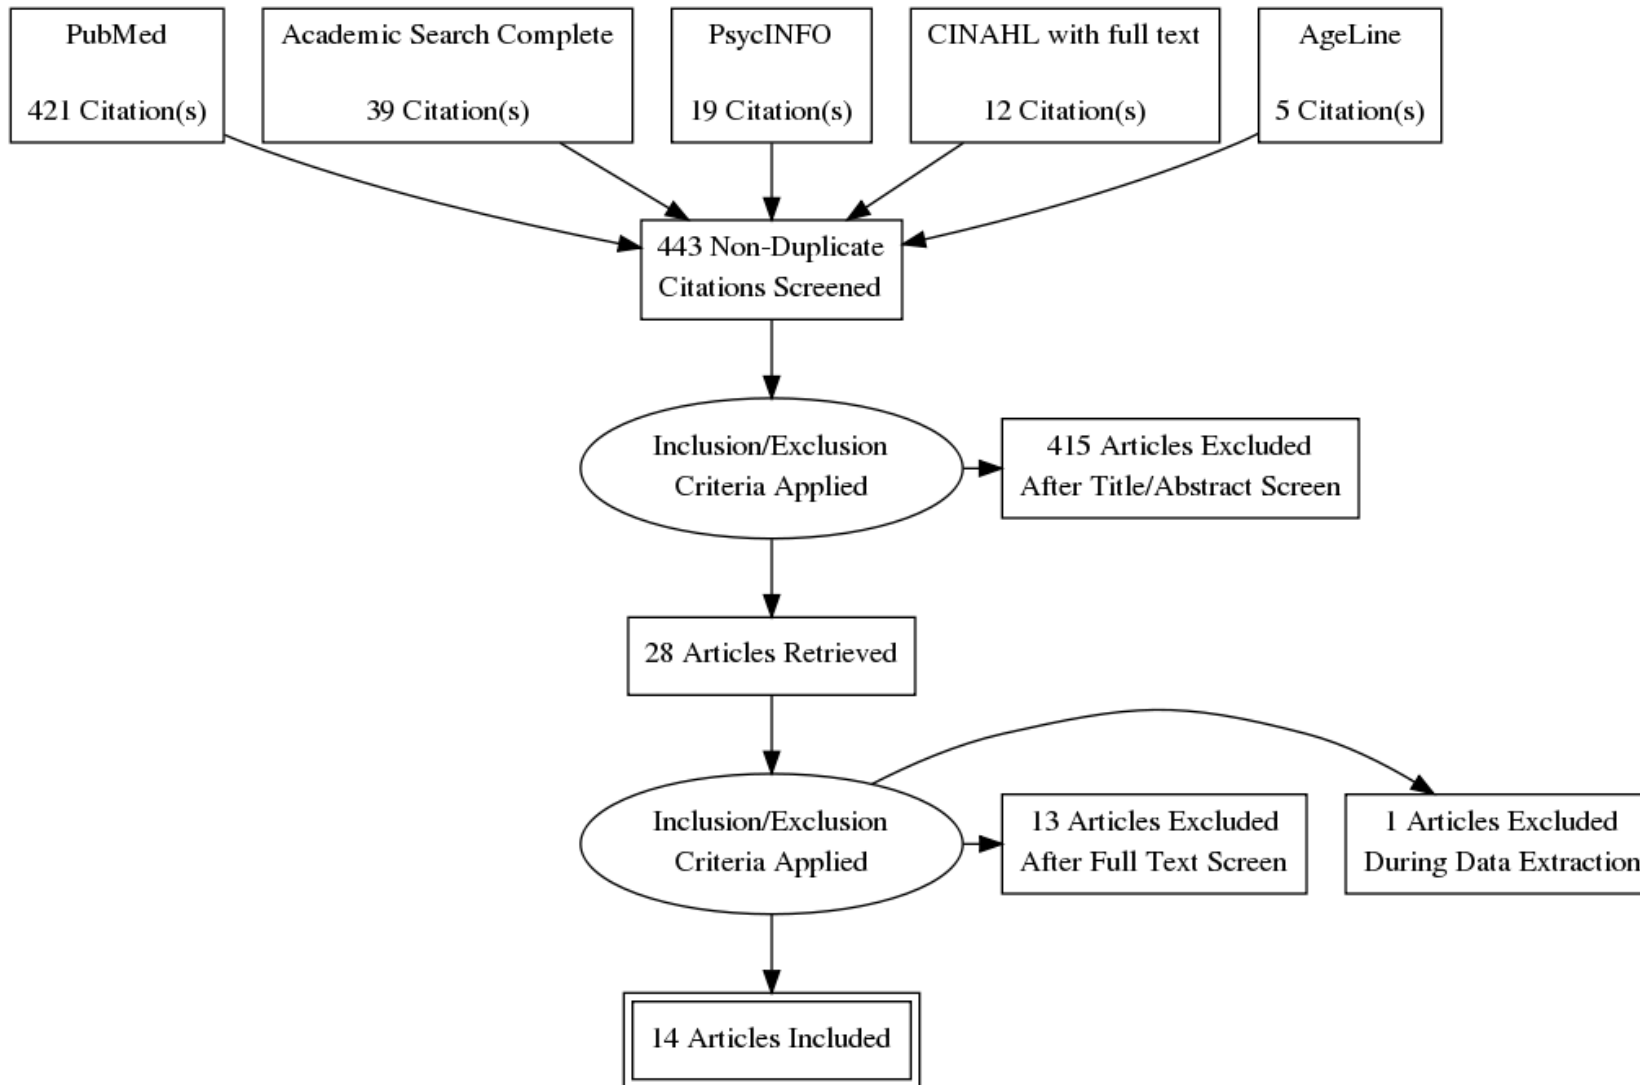 PubMed
421 Citation(s)
Academic Search Complete
39 Citation(s)
PsycINFO
19 Citation(s)
CINAHL with full text
12 Citation(s)
AgeLine
5 Citation(s)
443 Non-Duplicate
Citations Screened
Inclusion/Exclusion
Criteria Applied
415 Articles Excluded
After Title/Abstract Screen
28 Articles Retrieved
Inclusion/Exclusion
Criteria Applied
13 Articles Excluded
After Full Text Screen
1 Articles Excluded
During Data Extraction
14 Articles Included